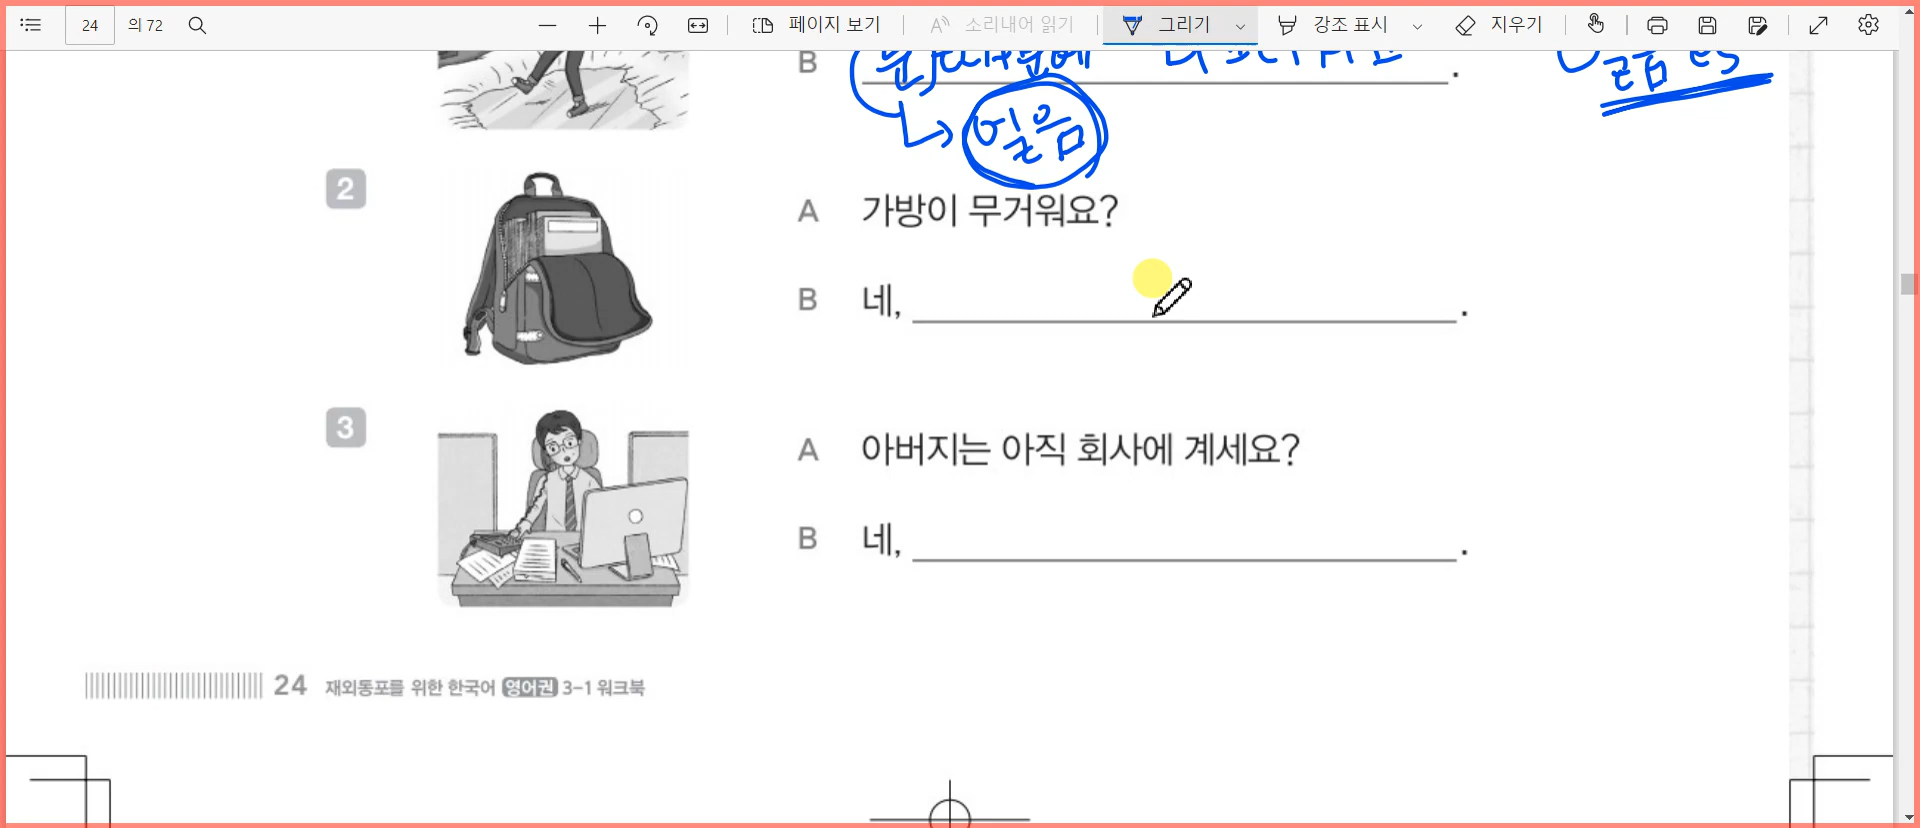 24 의 72 페이지 보기 소리내어 읽기 그리기 강조 표시 지우기
B .
얼음
2
A 가방이 무거워요?
B 네, .
3
A 아버지는 아직 회사에 계세요?
B 네, .
24 재외동포를 위한 한국어 영어권 3-1 워크북